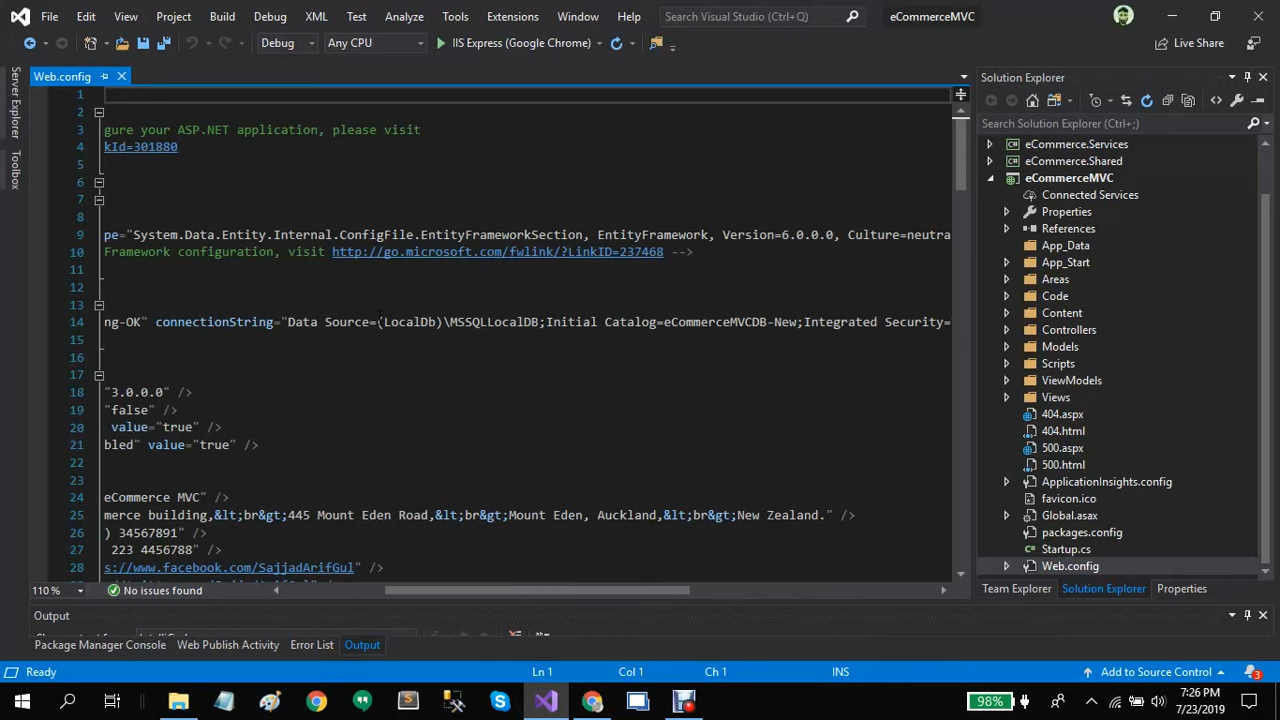 File Edit View Project Build Debug XML Test Analyze Tools Extensions Window Help Search Visual Studio (Ctrl+Q) eCommerceMVC
Debug Any CPU IIS Express (Google Chrome) Live Share
Server Explorer
Toolbox
Web.config
1
2
3 gure your ASP.NET application, please visit
4 kId=301880
5
6
7
8
9 pe="System.Data.Entity.Internal.ConfigFile.EntityFrameworkSection, EntityFramework, Version=6.0.0.0, Culture=neutra
10 Framework configuration, visit http://go.microsoft.com/fwlink/?LinkID=237468 -->
11
12
13
14 ng-OK" connectionString="Data Source=(LocalDb)\MSSQLLocalDB;Initial Catalog=eCommerceMVCDB-New;Integrated Security=
15
16
17
18 "3.0.0.0" />
19 "false" />
20 value="true" />
21 bled" value="true" />
22
23
24 eCommerce MVC" />
25 merce building,&lt;br&gt;445 Mount Eden Road,&lt;br&gt;Mount Eden, Auckland,&lt;br&gt;New Zealand." />
26 ) 34567891" />
27 223 4456788" />
28 s://www.facebook.com/SajjadArifGul" />
110 % No issues found
Solution Explorer
Search Solution Explorer (Ctrl+;)
eCommerce.Services
eCommerce.Shared
eCommerceMVC
Connected Services
Properties
References
App_Data
App_Start
Areas
Code
Content
Controllers
Models
Scripts
ViewModels
Views
404.aspx
404.html
500.aspx
500.html
ApplicationInsights.config
favicon.ico
Global.asax
packages.config
Startup.cs
Web.config
Team Explorer Solution Explorer Properties
Output
Package Manager Console Web Publish Activity Error List Output
Ready Ln 1 Col 1 Ch 1 INS Add to Source Control 3
98% 7:26 PM
7/23/2019